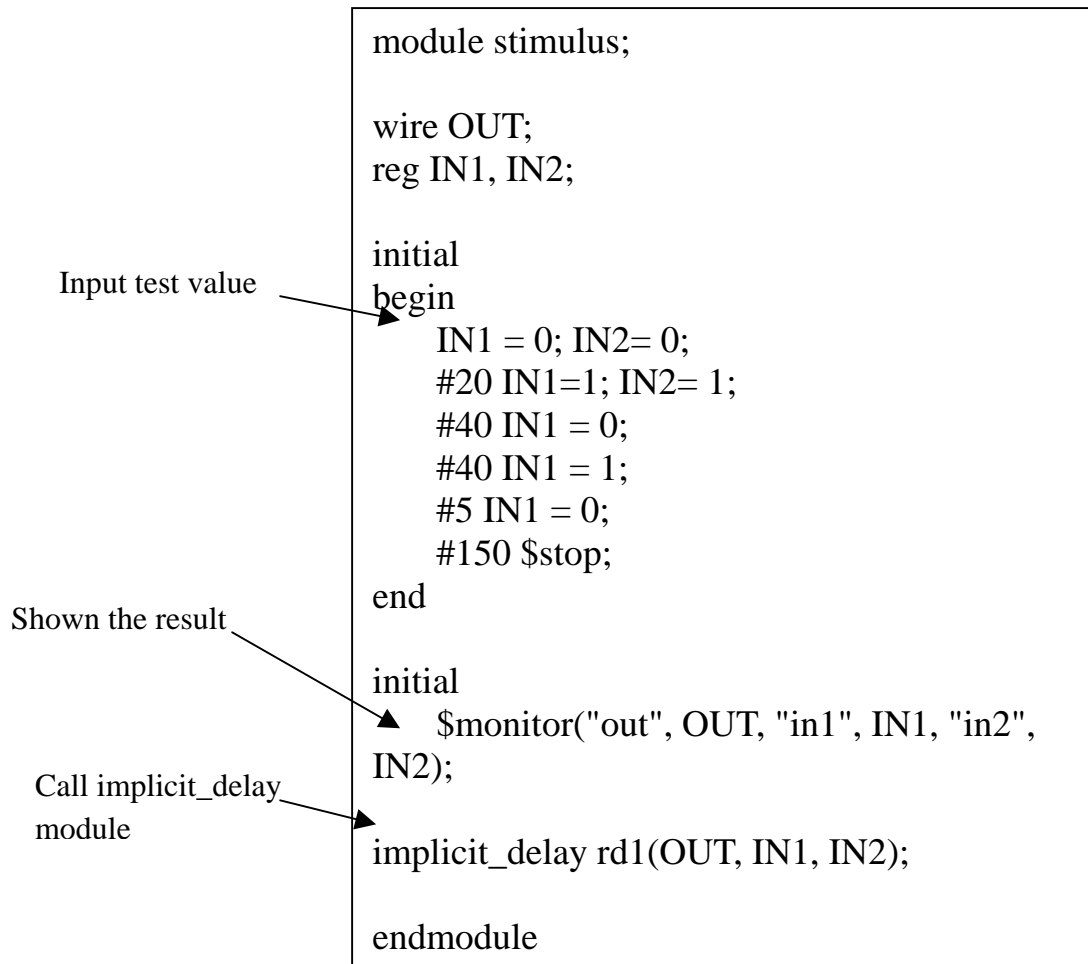 module stimulus;
wire OUT;
reg IN1, IN2;
initial
Input test value
begin
IN1 = 0; IN2= 0;
#20 IN1=1; IN2= 1;
#40 IN1 = 0;
#40 IN1 = 1;
#5 IN1 = 0;
#150 $stop;
end
Shown the result
initial
$monitor("out", OUT, "in1", IN1, "in2",
IN2);
Call implicit_delay
module
implicit_delay rd1(OUT, IN1, IN2);
endmodule